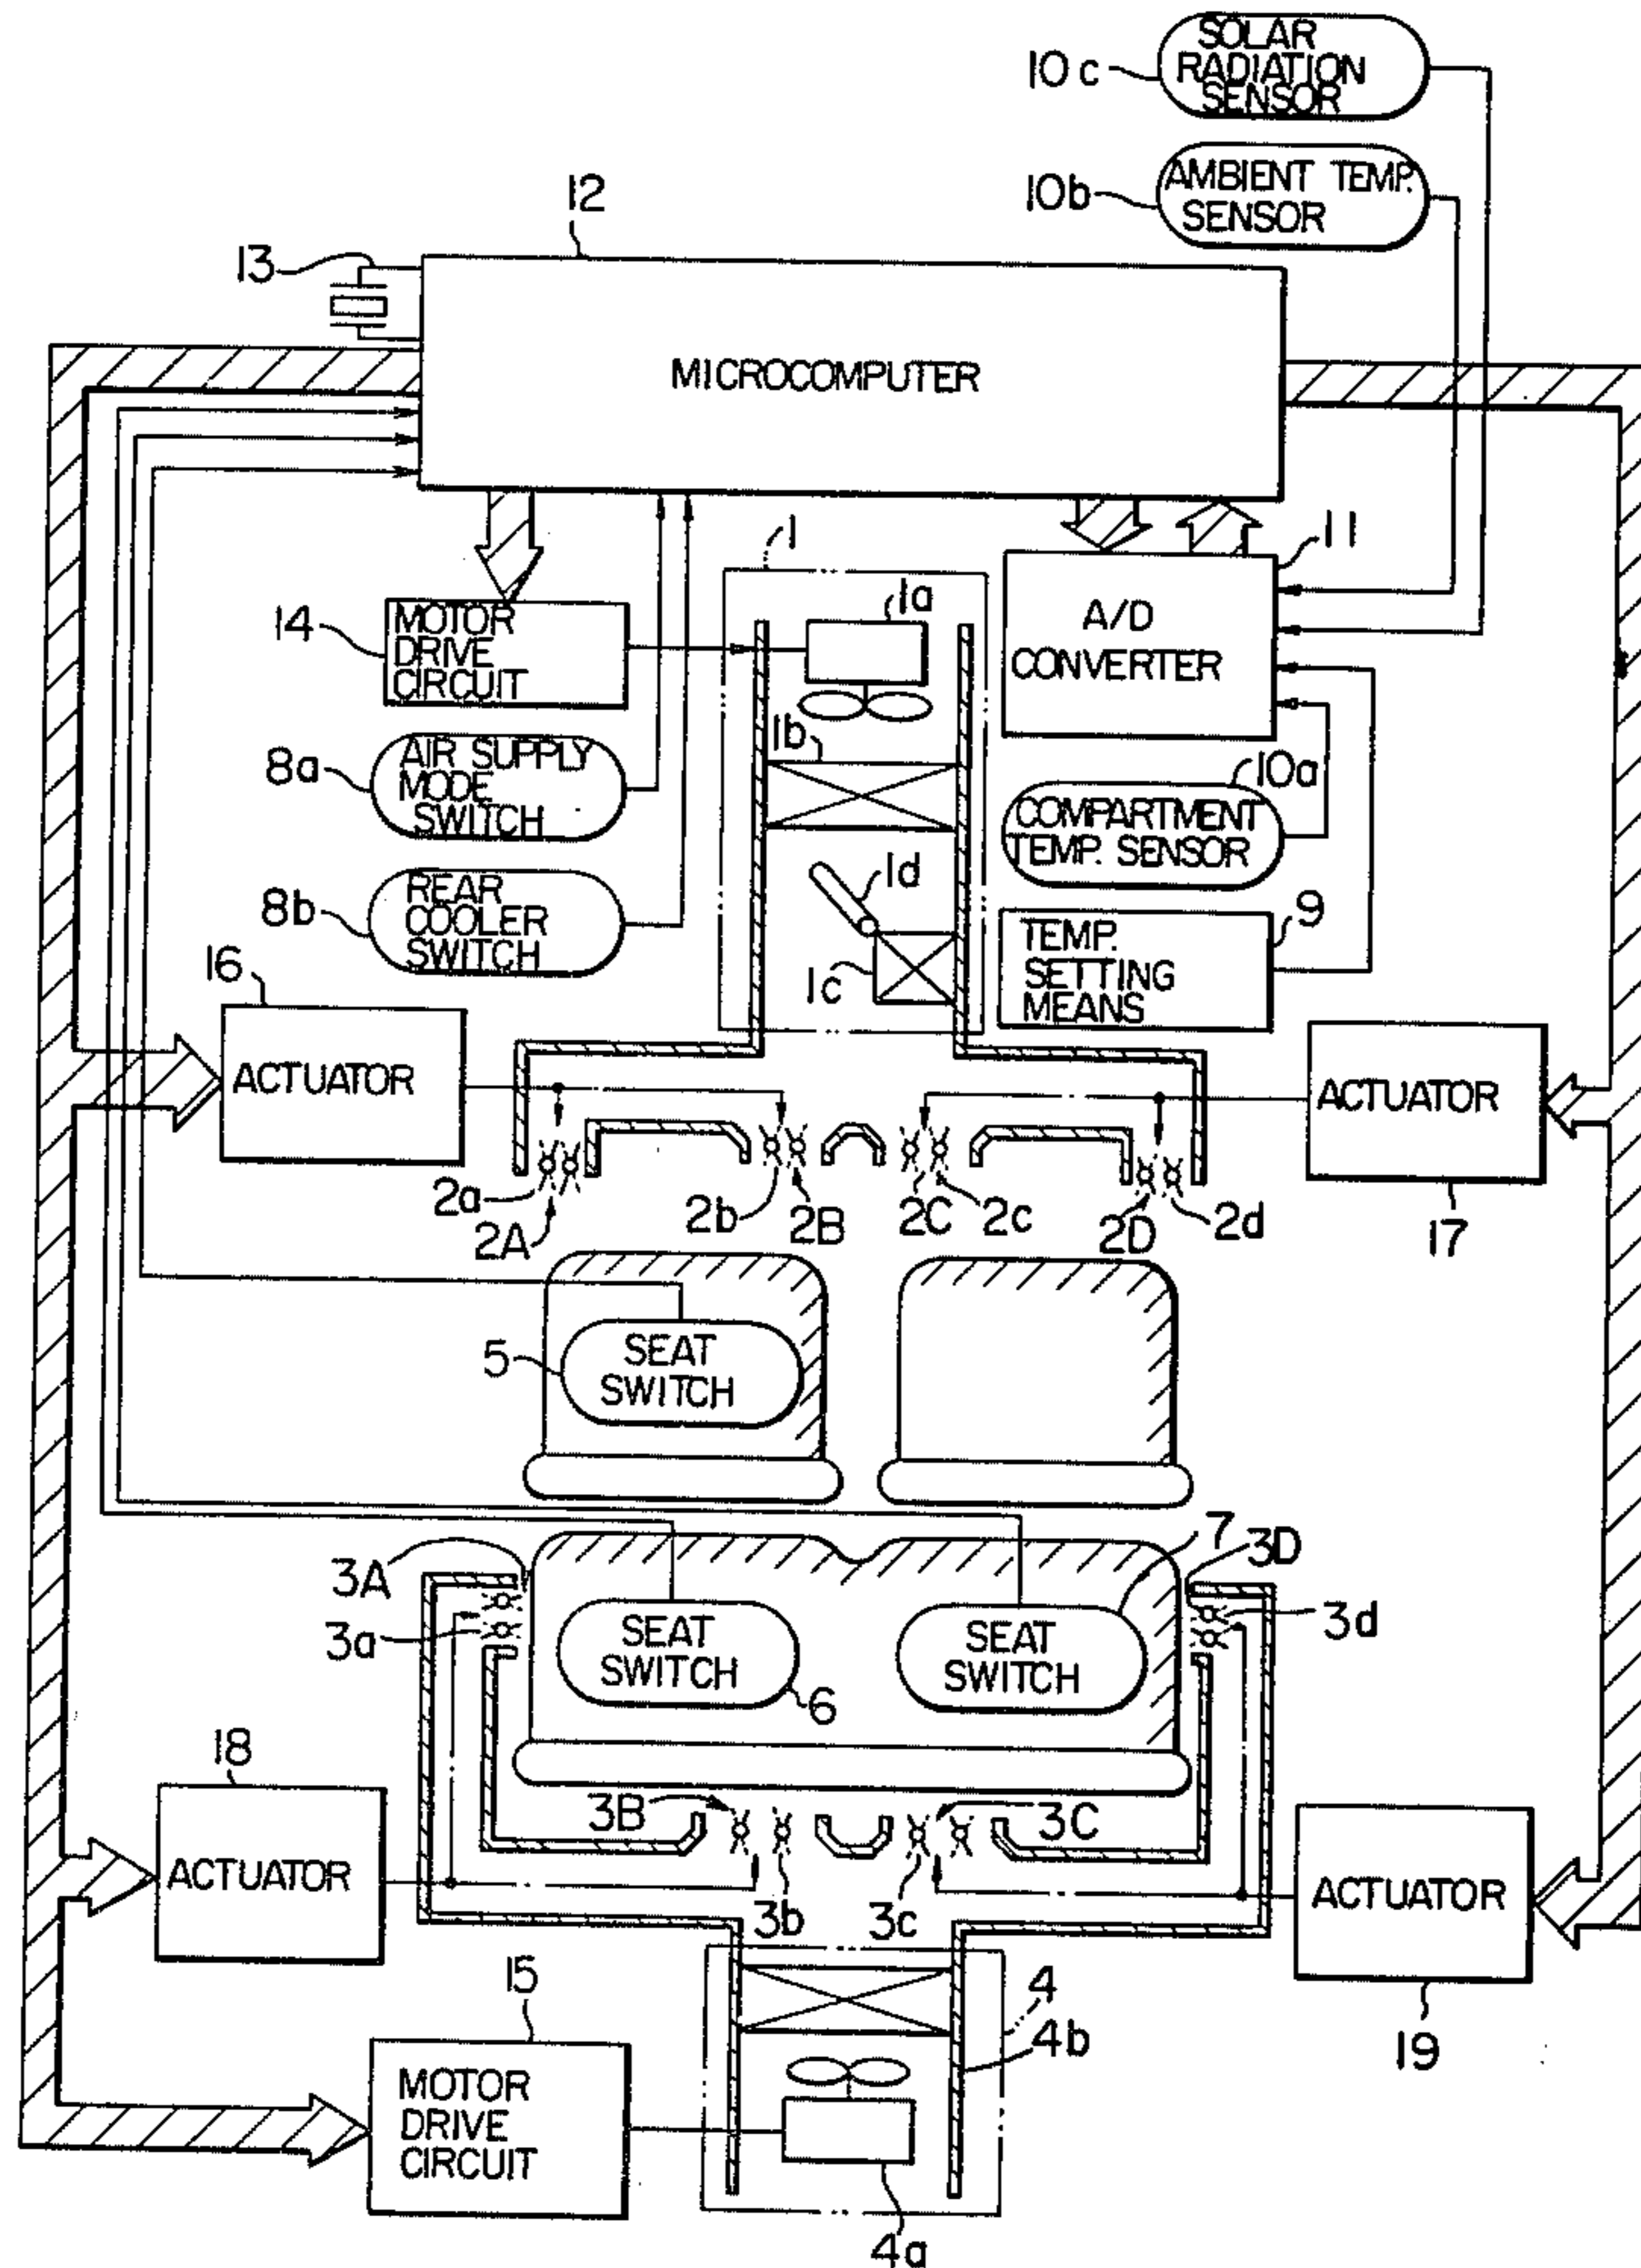 SOLAR
RADIATION
SENSOR
10c
AMBIENT TEMP.
SENSOR
10b
12
13
MICROCOMPUTER
1
11
MOTOR
DRIVE
CIRCUIT
14
1a
A/D
CONVERTER
AIR SUPPLY
MODE
SWITCH
8a
1b
10a
COMPARTMENT
TEMP. SENSOR
REAR
COOLER
SWITCH
8b
1d
1c
9
TEMP.
SETTING
MEANS
16
ACTUATOR
ACTUATOR
17
2a
2A
2b
2B
2C
2c
2D
2d
5
SEAT
SWITCH
3A
3a
7
3D
3d
SEAT
SWITCH
6
SEAT
SWITCH
18
3B
3C
ACTUATOR
3b
3c
ACTUATOR
19
15
MOTOR
DRIVE
CIRCUIT
4
4b
4a